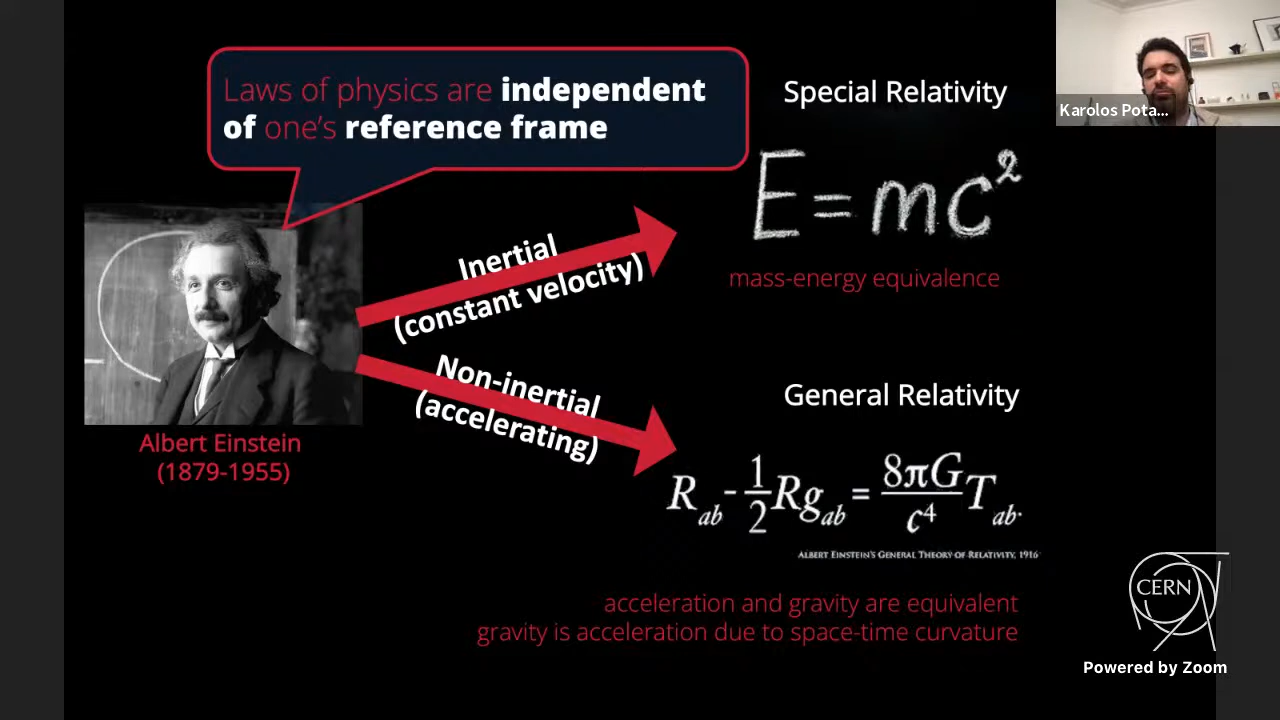 Laws of physics are independent
of one's reference frame
Special Relativity
E = mc²
mass-energy equivalence
Inertial
(constant velocity)
Non-inertial
(accelerating)
Albert Einstein
(1879-1955)
General Relativity
R_ab - 1/2 Rg_ab = 8πG/c⁴ T_ab.
ALBERT EINSTEIN'S GENERAL THEORY OF RELATIVITY, 1916
acceleration and gravity are equivalent
gravity is acceleration due to space-time curvature
Karolos Pota...
CERN
Powered by Zoom